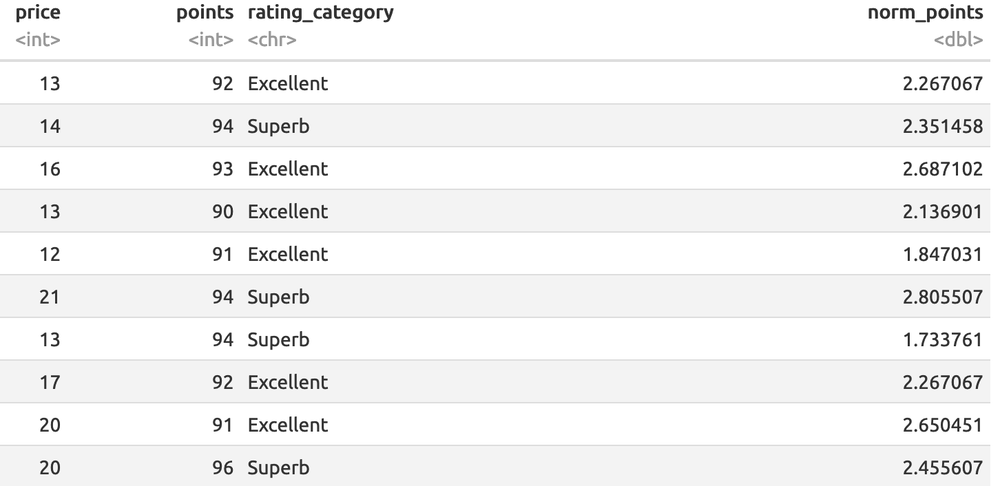 price points rating_category norm_points
<int> <int> <chr> <dbl>
13 92 Excellent 2.267067
14 94 Superb 2.351458
16 93 Excellent 2.687102
13 90 Excellent 2.136901
12 91 Excellent 1.847031
21 94 Superb 2.805507
13 94 Superb 1.733761
17 92 Excellent 2.267067
20 91 Excellent 2.650451
20 96 Superb 2.455607